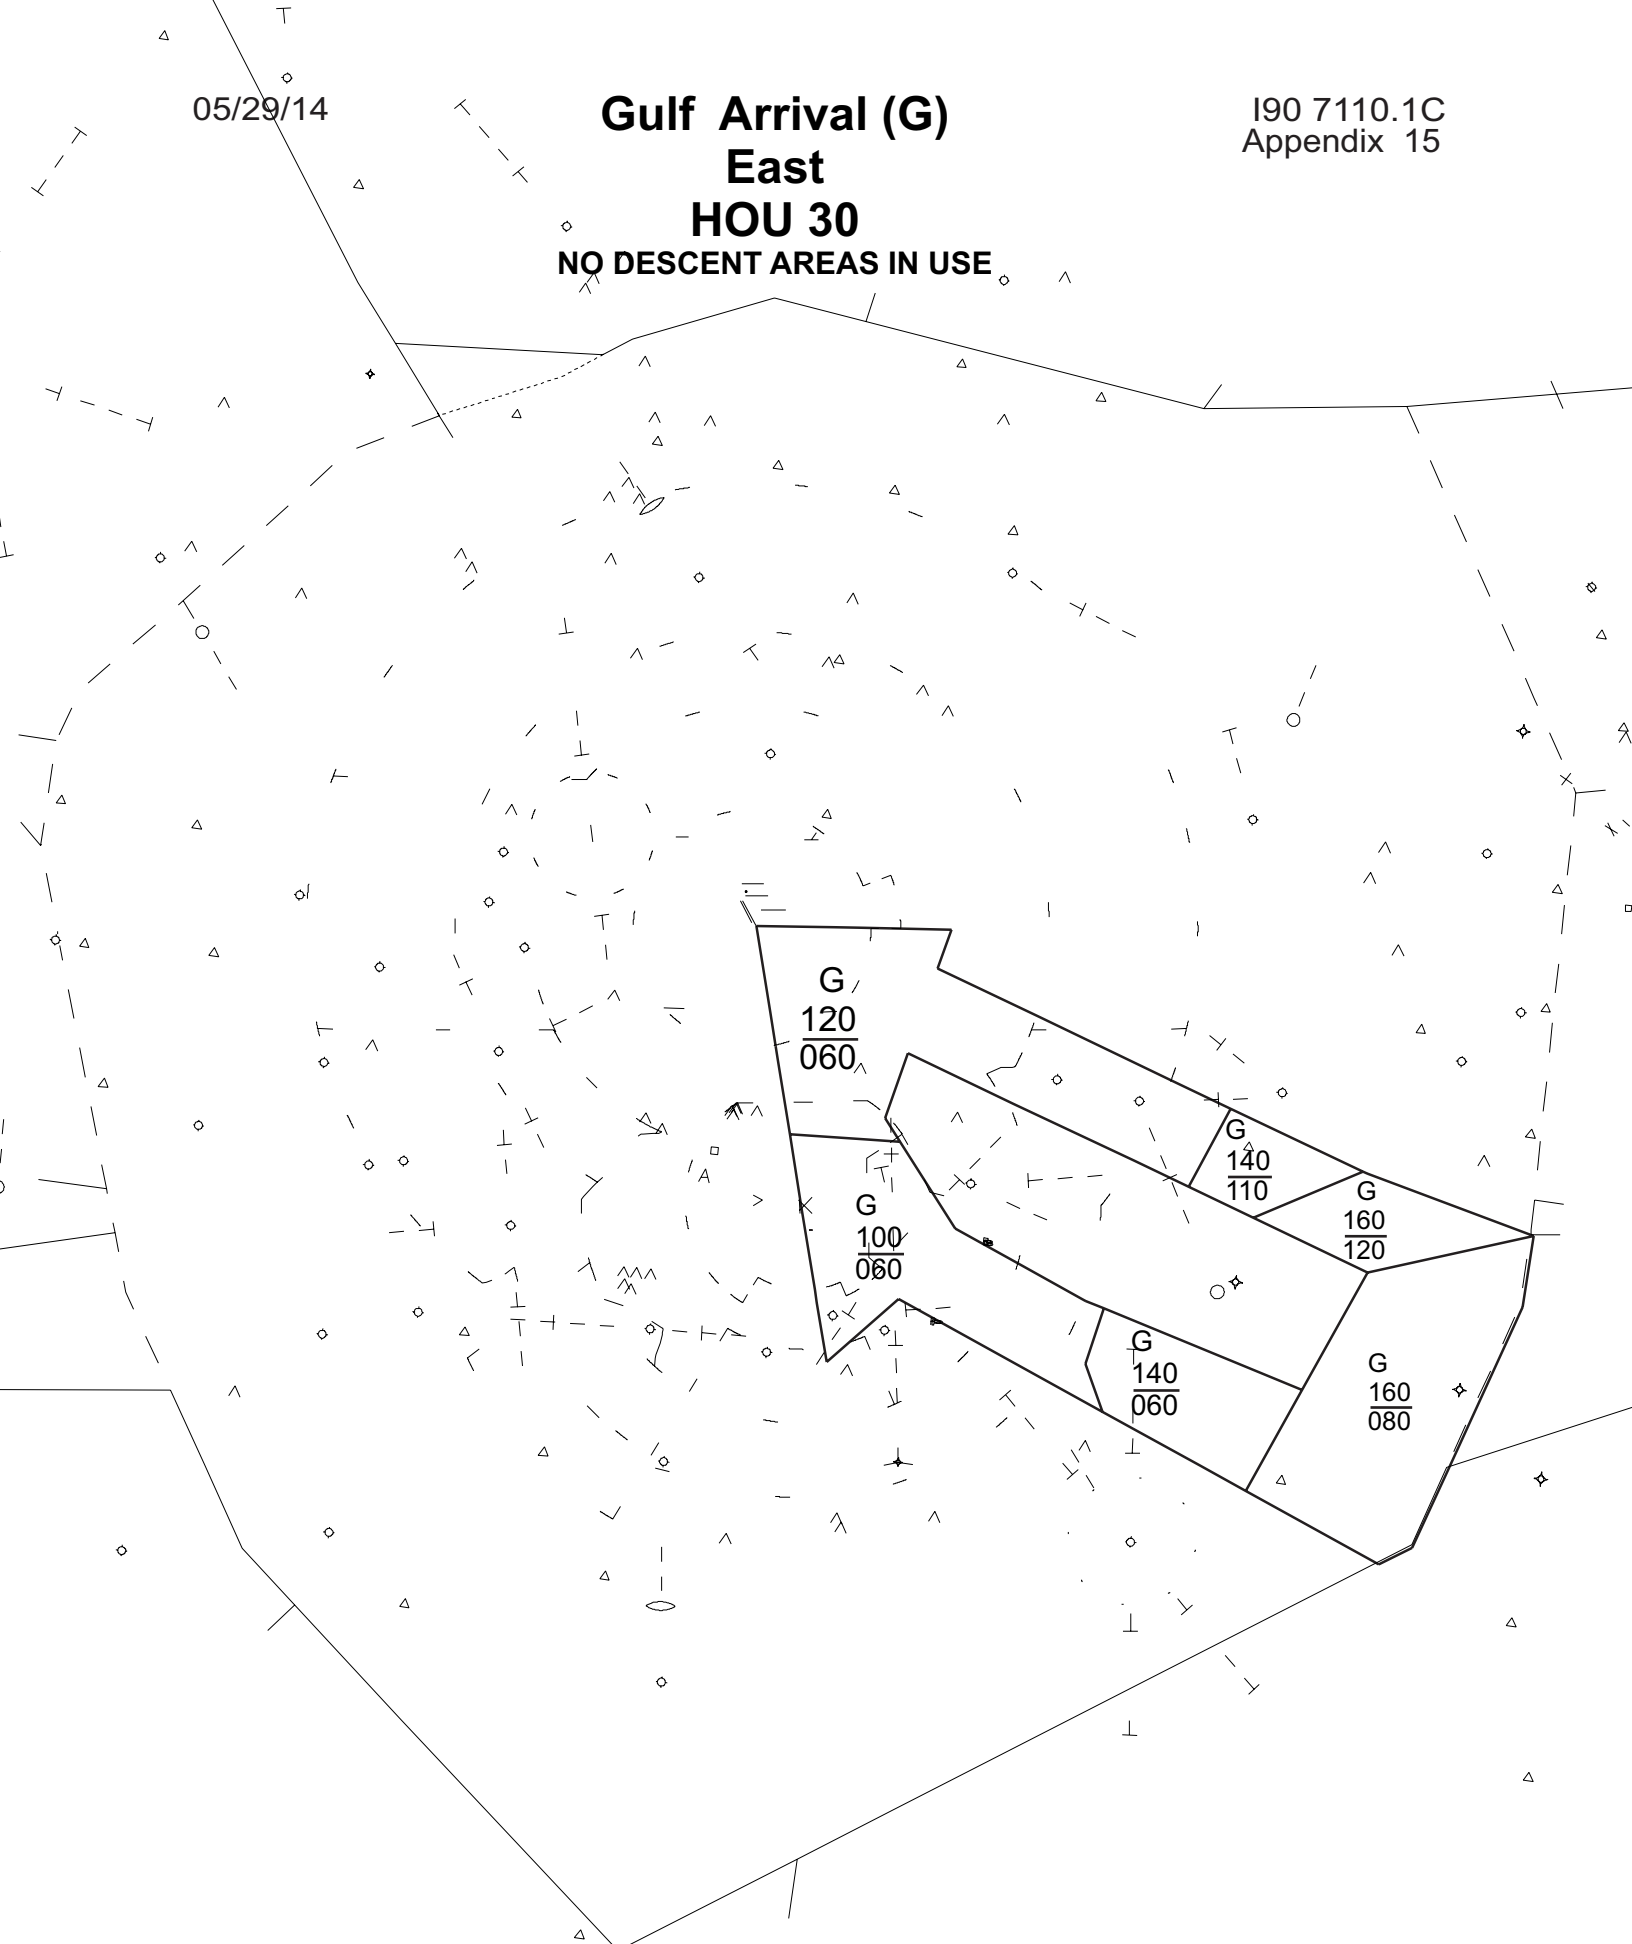 05/29/14
Gulf Arrival (G)
East
HOU 30
NO DESCENT AREAS IN USE
I90 7110.1C
Appendix 15
G
120
060
G
140
110
G
160
120
G
100
060
G
140
060
G
160
080